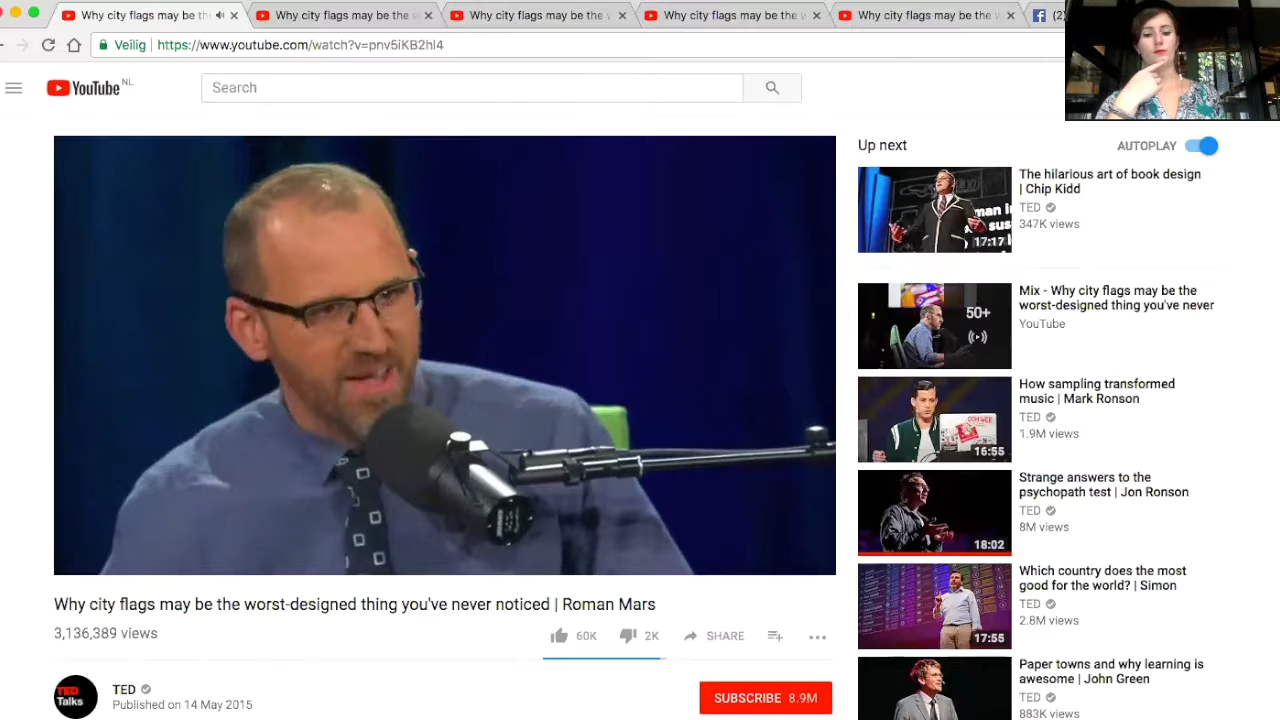 Why city flags may be the
Why city flags may be the
Why city flags may be the
Why city flags may be the
Why city flags may be the
(2)
Veilig
https://www.youtube.com/watch?v=pnv5iKB2hl4
YouTube NL
Search
Up next
AUTOPLAY
The hilarious art of book design
| Chip Kidd
TED
347K views
17:17
Mix - Why city flags may be the
worst-designed thing you've never
YouTube
50+
How sampling transformed
music | Mark Ronson
TED
1.9M views
16:55
Strange answers to the
psychopath test | Jon Ronson
TED
8M views
18:02
Which country does the most
good for the world? | Simon
TED
2.8M views
17:55
Paper towns and why learning is
awesome | John Green
TED
883K views
Why city flags may be the worst-designed thing you've never noticed | Roman Mars
3,136,389 views
60K
2K
SHARE
TED
Talks
TED
Published on 14 May 2015
SUBSCRIBE 8.9M